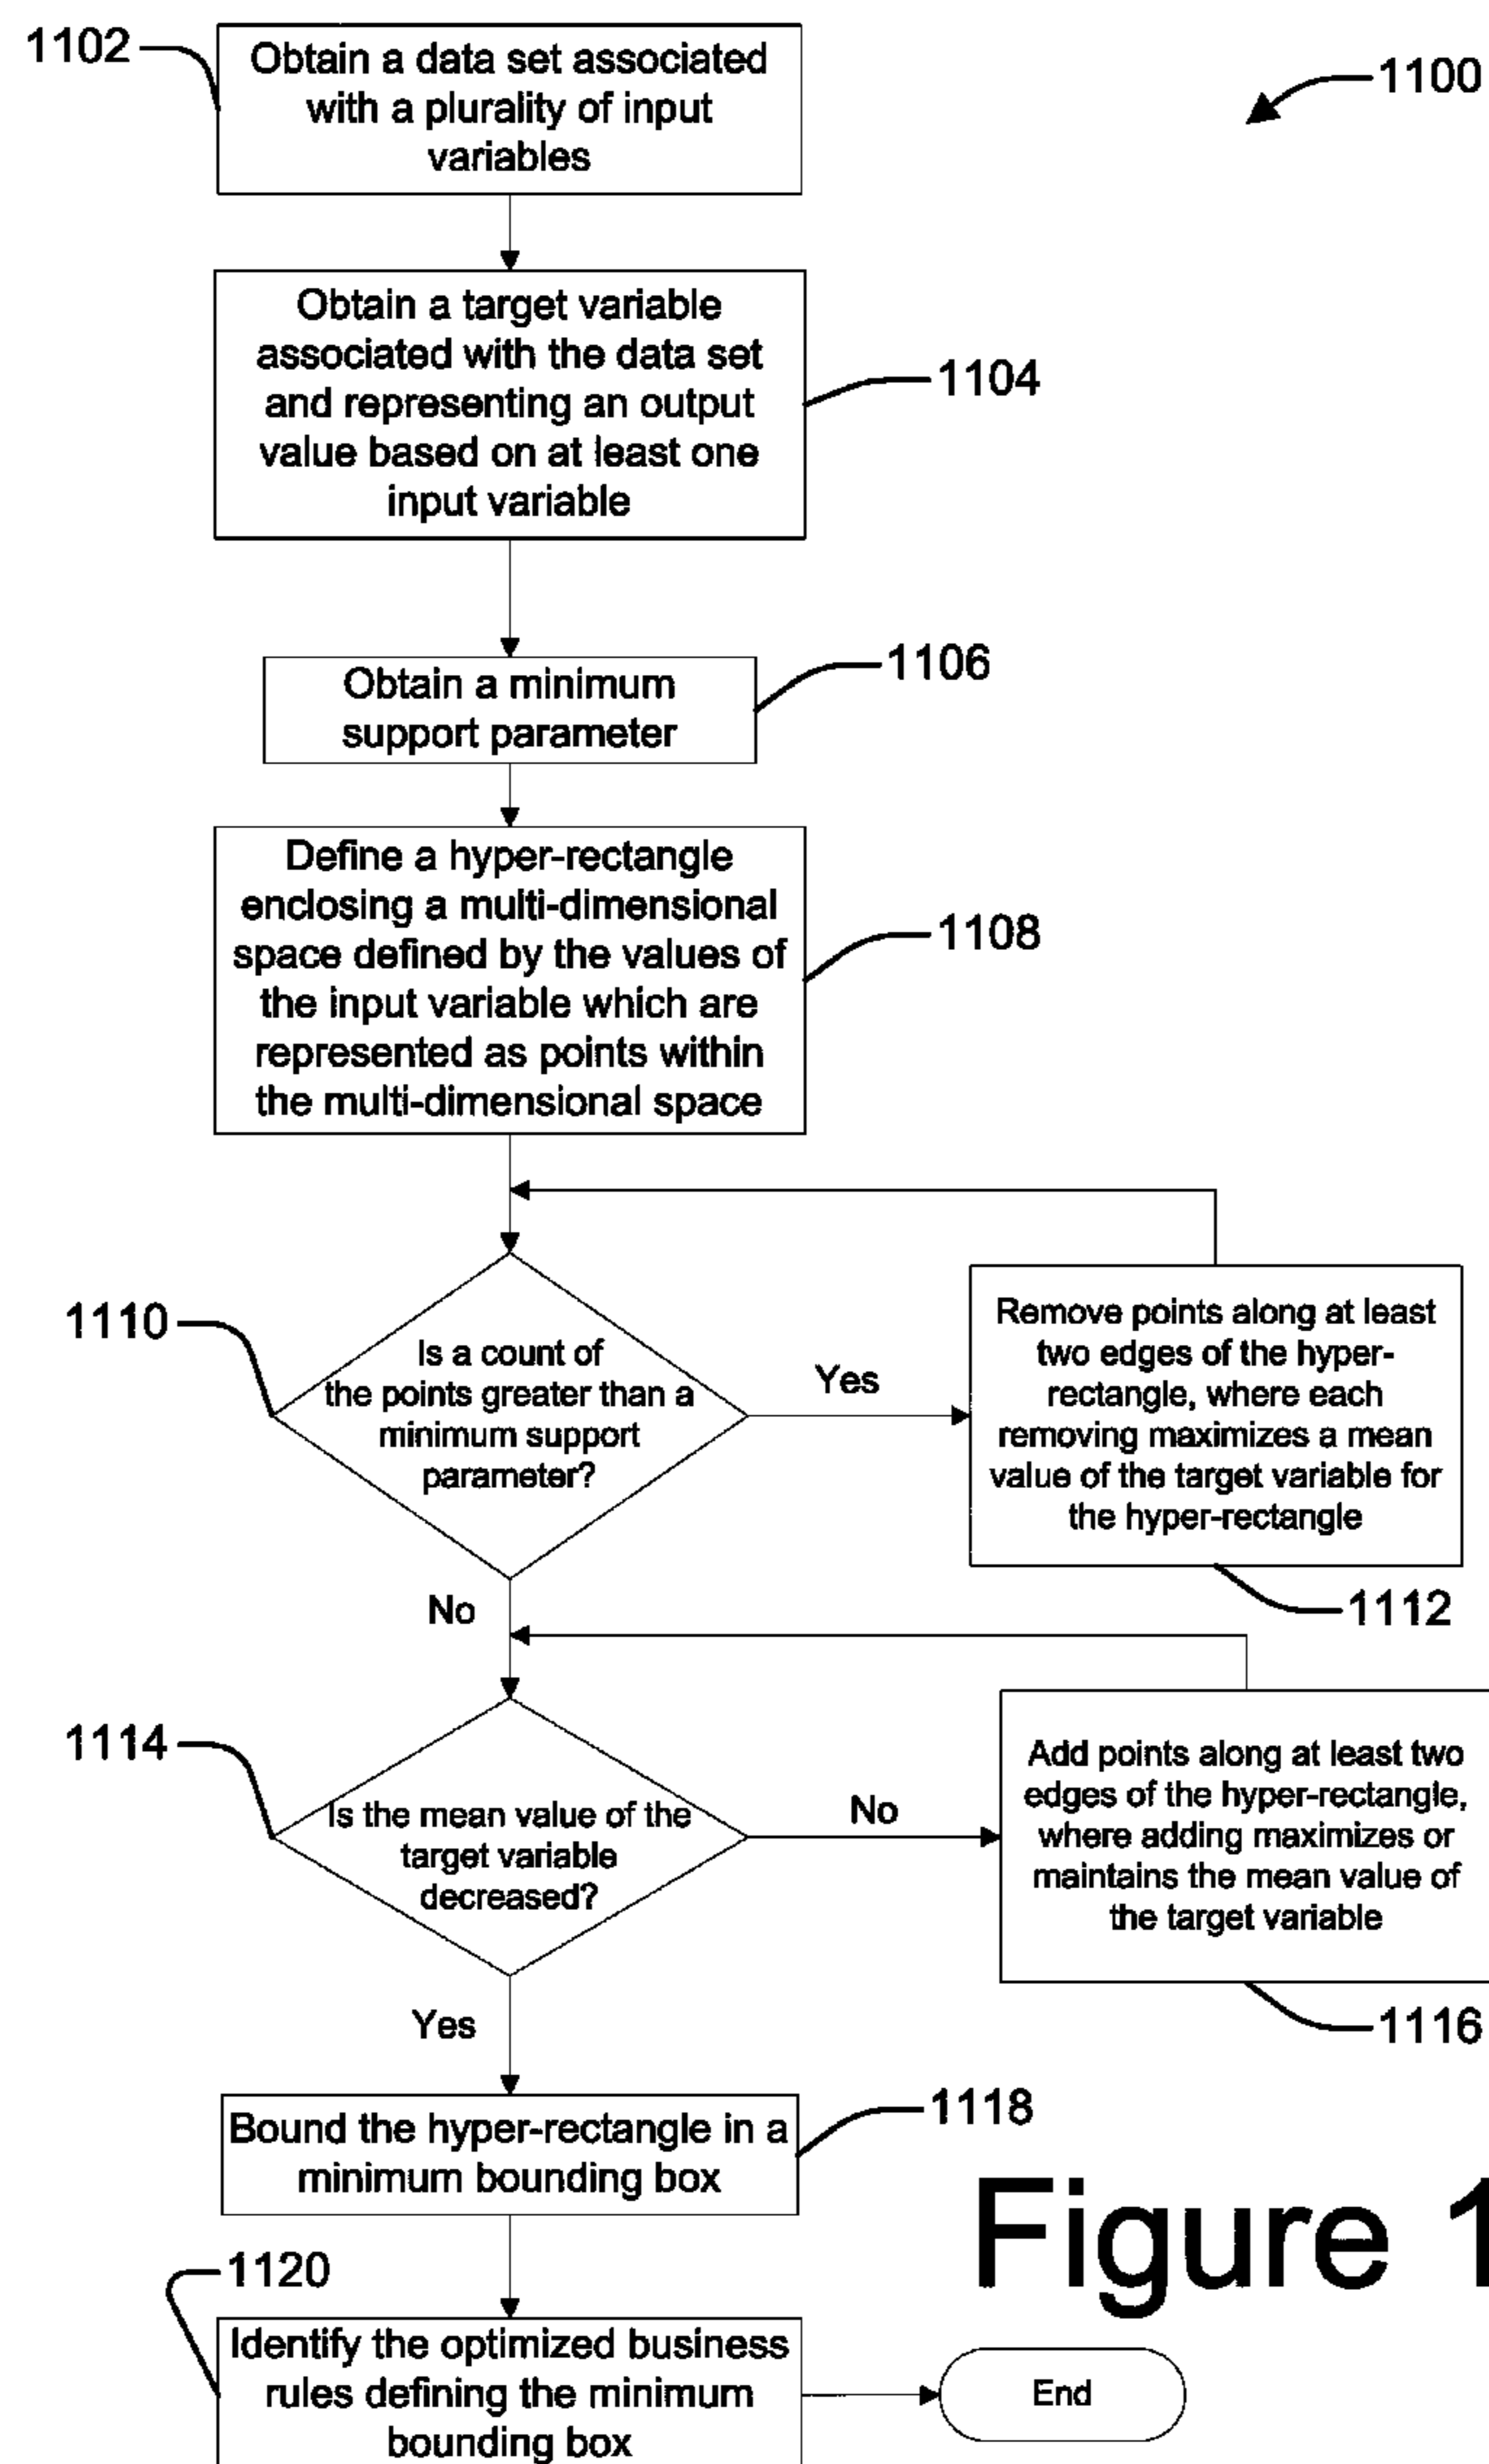 1102
Obtain a data set associated
with a plurality of input
variables
1100
Obtain a target variable
associated with the data set
and representing an output
value based on at least one
input variable
1104
Obtain a minimum
support parameter
1106
Define a hyper-rectangle
enclosing a multi-dimensional
space defined by the values of
the input variable which are
represented as points within
the multi-dimensional space
1108
1110
Is a count of
the points greater than a
minimum support
parameter?
Yes
Remove points along at least
two edges of the hyper-
rectangle, where each
removing maximizes a mean
value of the target variable for
the hyper-rectangle
1112
No
1114
Is the mean value of the
target variable
decreased?
No
Add points along at least two
edges of the hyper-rectangle,
where adding maximizes or
maintains the mean value of
the target variable
1116
Yes
Bound the hyper-rectangle in a
minimum bounding box
1118
Figure 1
1120
Identify the optimized business
rules defining the minimum
bounding box
End